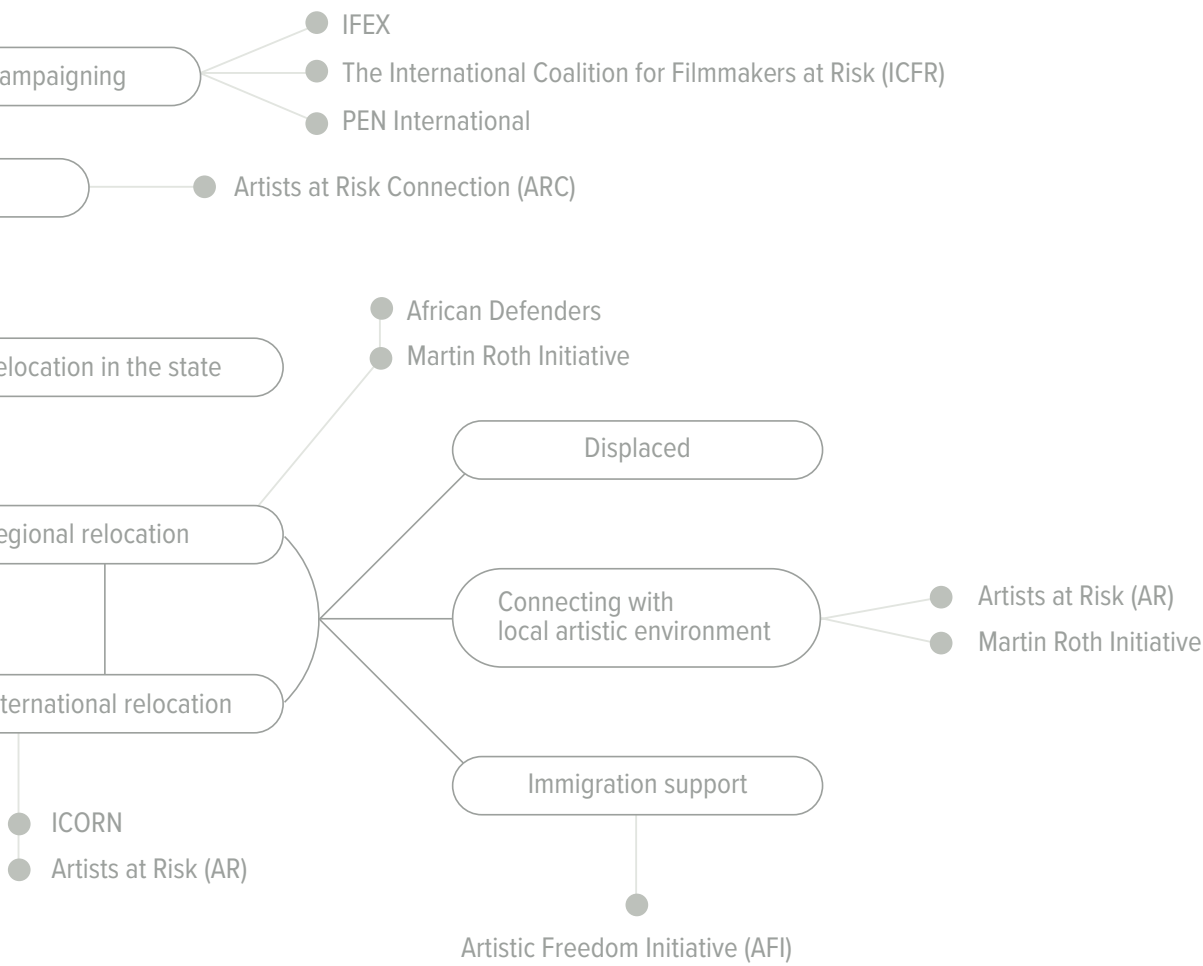 IFEX
ampaigning
The International Coalition for Filmmakers at Risk (ICFR)
PEN International
Artists at Risk Connection (ARC)
African Defenders
Martin Roth Initiative
elocation in the state
Displaced
egional relocation
Connecting with
local artistic environment
Artists at Risk (AR)
Martin Roth Initiative
ternational relocation
Immigration support
ICORN
Artists at Risk (AR)
Artistic Freedom Initiative (AFI)